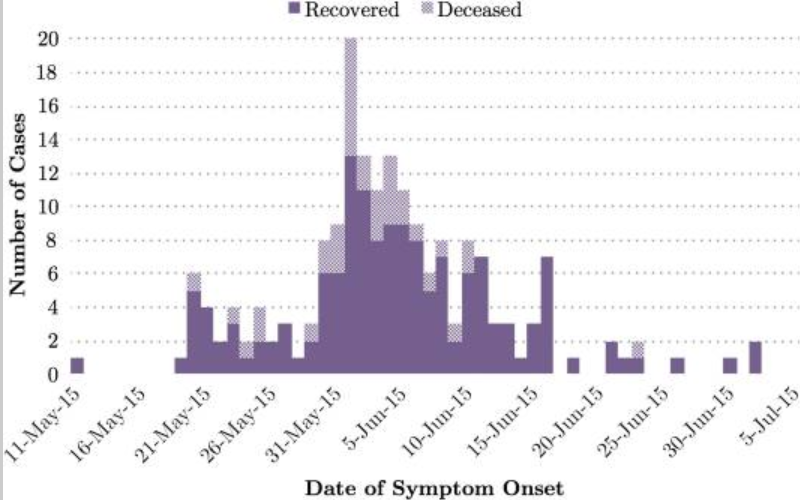 Recovered Deceased
20
18
16
14
12
10
8
6
4
2
0
Number of Cases
11-May-15 16-May-15 21-May-15 26-May-15 31-May-15 5-Jun-15 10-Jun-15 15-Jun-15 20-Jun-15 25-Jun-15 30-Jun-15 5-Jul-15
Date of Symptom Onset